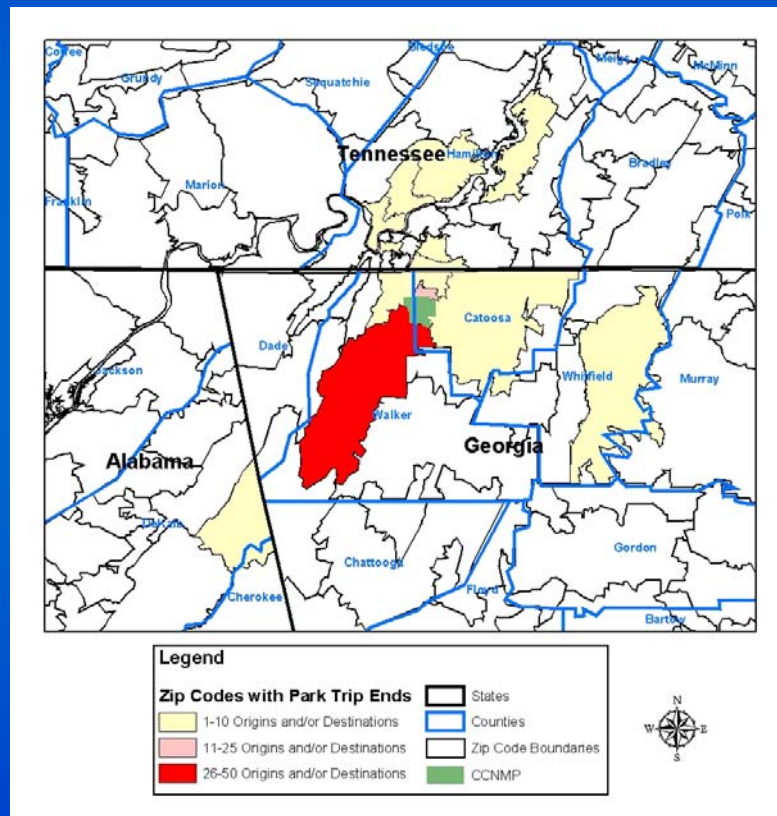 Coffee
Grundy
Sequatchie
Bledsoe
Meigs
McMinn
Tennessee
Hamilton
Marion
Bradley
Franklin
Polk
Catoosa
Dade
Jackson
Whitfield
Murray
Walker
Georgia
Alabama
DeKalb
Chattooga
Gordon
Floyd
Cherokee
Bartow
Legend
Zip Codes with Park Trip Ends
1-10 Origins and/or Destinations
11-25 Origins and/or Destinations
26-50 Origins and/or Destinations
States
Counties
Zip Code Boundaries
CCNMP
N
W E
S